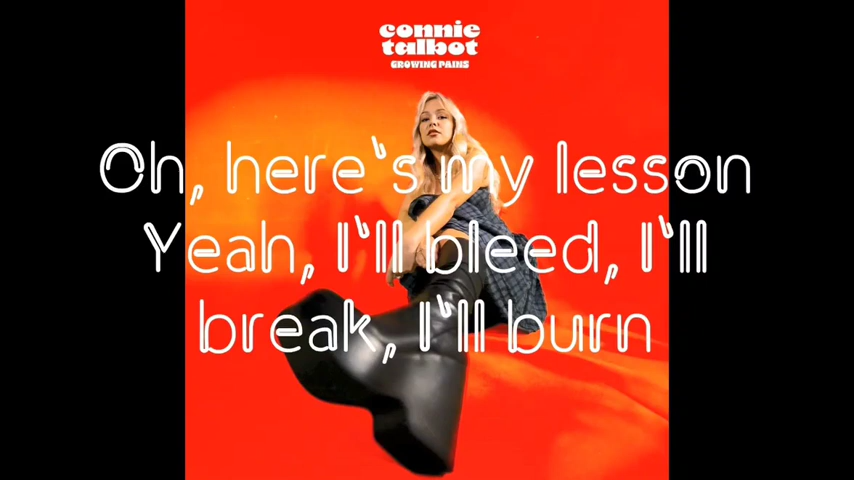 connie
talbot
GROWING PAINS
Oh, here's my lesson
Yeah, I'll bleed, I'll
break, I'll burn